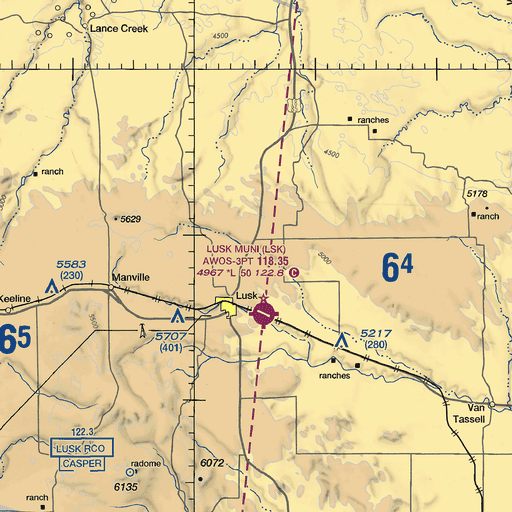 Lance Creek
4500
ranches
4500
ranch
5178
ranch
5629
LUSK MUNI (LSK)
AWOS-3PT 118.35
4967 *L 50 122.8 C
5000
64
5583
(230)
Manville
Lusk
Keeline
5500
65
5707
(401)
5217
(280)
ranches
Van
Tassell
122.3
LUSK RCO
CASPER
radome
6135
6072
ranch